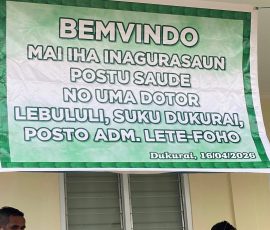 BEMVINDO
MAI IHA INAGURASAUN
POSTU SAUDE
NO UMA DOTOR
LEBULULI, SUKU DUKURAI,
POSTO ADM. LETE-FOHO
Dukurai, 16/04/2026